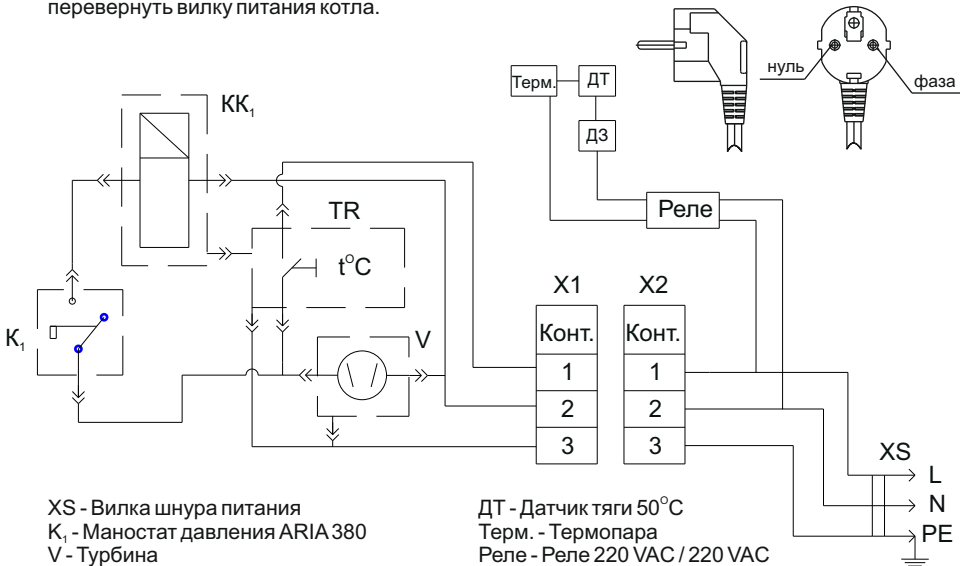 перевернуть вилку питания котла.
нуль
фаза
Терм.
ДТ
ДЗ
КК₁
Реле
TR
t°C
X1
X2
K₁
V
Конт.
Конт.
1
1
2
2
3
3
XS
L
N
PE
XS - Вилка шнура питания
K₁ - Маностат давления ARIA 380
V - Турбина
ДТ - Датчик тяги 50°С
Терм. - Термопара
Реле - Реле 220 VAC / 220 VAC